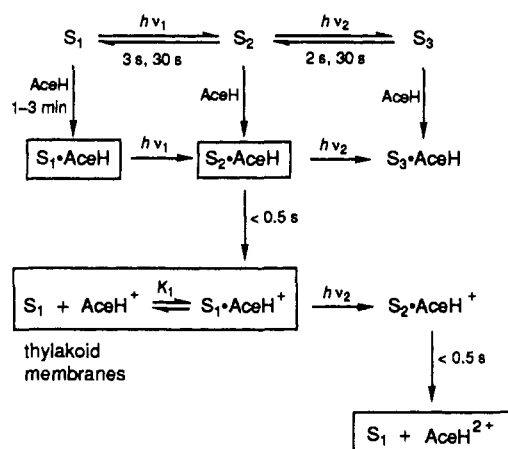 hν₁ hν₂
S₁ S₂ S₃
3 s, 30 s 2 s, 30 s
AceH AceH AceH
1–3 min
S₁•AceH hν₁ S₂•AceH hν₂ S₃•AceH
< 0.5 s
S₁ + AceH⁺ K₁ S₁•AceH⁺ hν₂ S₂•AceH⁺
thylakoid
membranes
< 0.5 s
S₁ + AceH²⁺